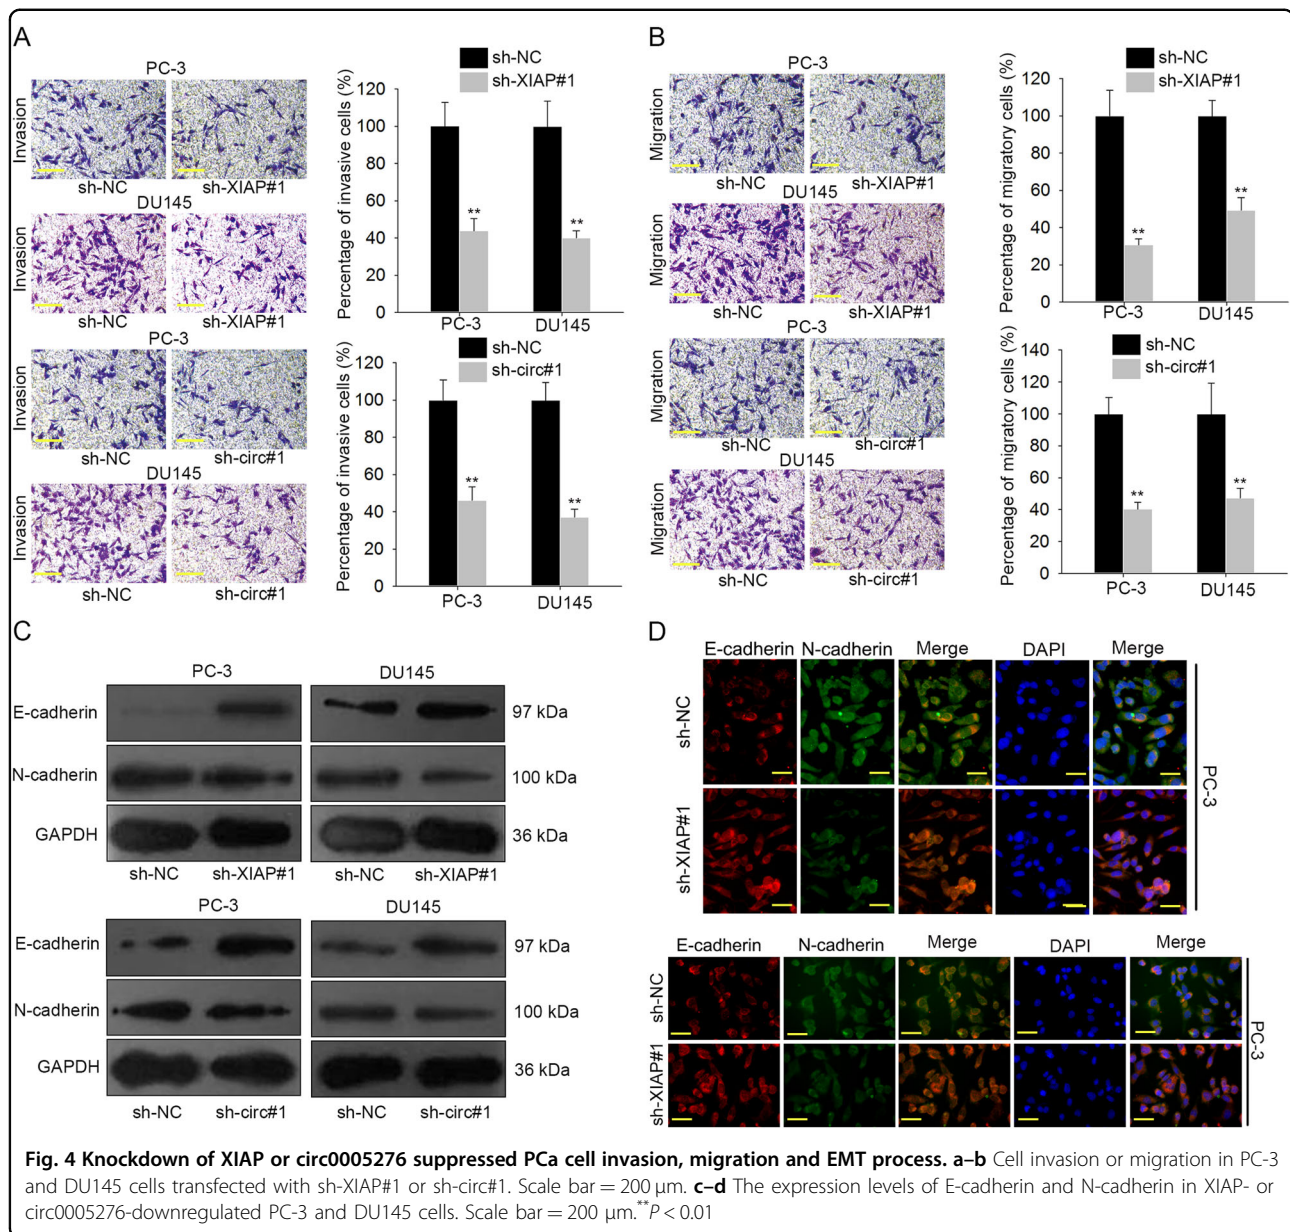 A
PC-3
Invasion
sh-NC
sh-XIAP#1
DU145
Invasion
sh-NC
sh-XIAP#1
PC-3
Invasion
sh-NC
sh-circ#1
DU145
Invasion
sh-NC
sh-circ#1
sh-NC
sh-XIAP#1
Percentage of invasive cells (%)
120
100
80
60
40
20
0
**
**
PC-3
DU145
sh-NC
sh-circ#1
Percentage of invasive cells (%)
120
100
80
60
40
20
0
**
**
PC-3
DU145
B
PC-3
Migration
sh-NC
sh-XIAP#1
DU145
Migration
sh-NC
sh-XIAP#1
PC-3
Migration
sh-NC
sh-circ#1
DU145
Migration
sh-NC
sh-circ#1
sh-NC
sh-XIAP#1
Percentage of migratory cells (%)
120
100
80
60
40
20
0
**
**
PC-3
DU145
sh-NC
sh-circ#1
Percentage of migratory cells (%)
140
120
100
80
60
40
20
0
**
**
PC-3
DU145
C
PC-3
DU145
E-cadherin
97 kDa
N-cadherin
100 kDa
GAPDH
36 kDa
sh-NC
sh-XIAP#1
sh-NC
sh-XIAP#1
PC-3
DU145
E-cadherin
97 kDa
N-cadherin
100 kDa
GAPDH
36 kDa
sh-NC
sh-circ#1
sh-NC
sh-circ#1
D
E-cadherin
N-cadherin
Merge
DAPI
Merge
sh-NC
sh-XIAP#1
PC-3
E-cadherin
N-cadherin
Merge
DAPI
Merge
sh-NC
sh-XIAP#1
PC-3
Fig. 4 Knockdown of XIAP or circ0005276 suppressed PCa cell invasion, migration and EMT process. a–b Cell invasion or migration in PC-3
and DU145 cells transfected with sh-XIAP#1 or sh-circ#1. Scale bar = 200 μm. c–d The expression levels of E-cadherin and N-cadherin in XIAP- or
circ0005276-downregulated PC-3 and DU145 cells. Scale bar = 200 μm.**P < 0.01